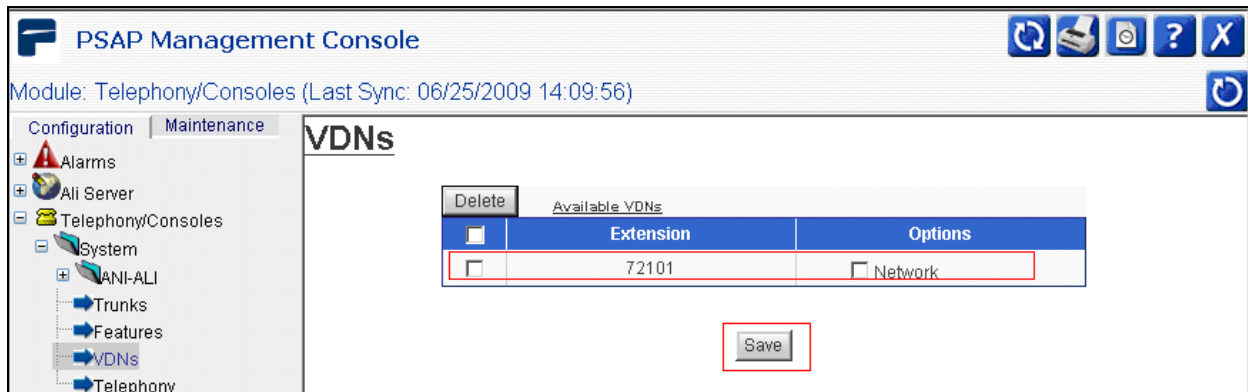 PSAP Management Console
Module: Telephony/Consoles (Last Sync: 06/25/2009 14:09:56)
Configuration | Maintenance
Alarms
Ali Server
Telephony/Consoles
System
ANI-ALI
Trunks
Features
VDNs
Telephony
VDNs
Delete Available VDNs
Extension Options
72101 Network
Save